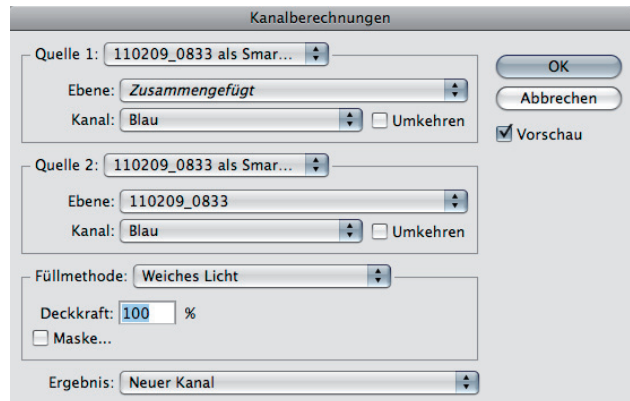 Kanalberechnungen
Quelle 1: 110209_0833 als Smar...
OK
Ebene: Zusammengefügt
Abbrechen
Kanal: Blau Umkehren
Vorschau
Quelle 2: 110209_0833 als Smar...
Ebene: 110209_0833
Kanal: Blau Umkehren
Füllmethode: Weiches Licht
Deckkraft: 100 %
Maske...
Ergebnis: Neuer Kanal